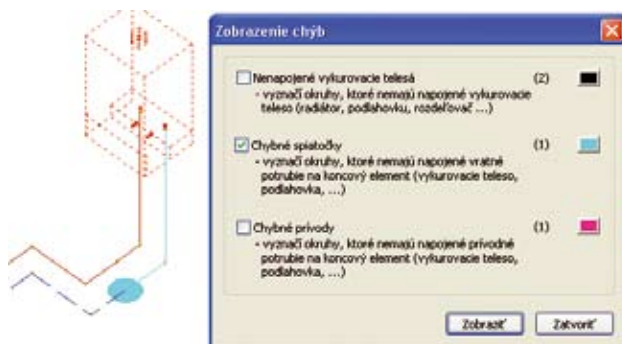 Zobrazenie chýb
Nenapojené vykurovacie telesá (2)
- vyznačí okruhy, ktoré nemajú napojené vykurovacie
teleso (radiátor, podlahovku, rozdeľovač ...)
Chybné spiatočky (1)
- vyznačí okruhy, ktoré nemajú napojené vratné
potrubie na koncový element (vykurovacie teleso,
podlahovka, ...)
Chybné prívody (1)
- vyznačí okruhy, ktoré nemajú napojené prívodné
potrubie na koncový element (vykurovacie teleso,
podlahovka, ...)
Zobraziť Zatvoriť